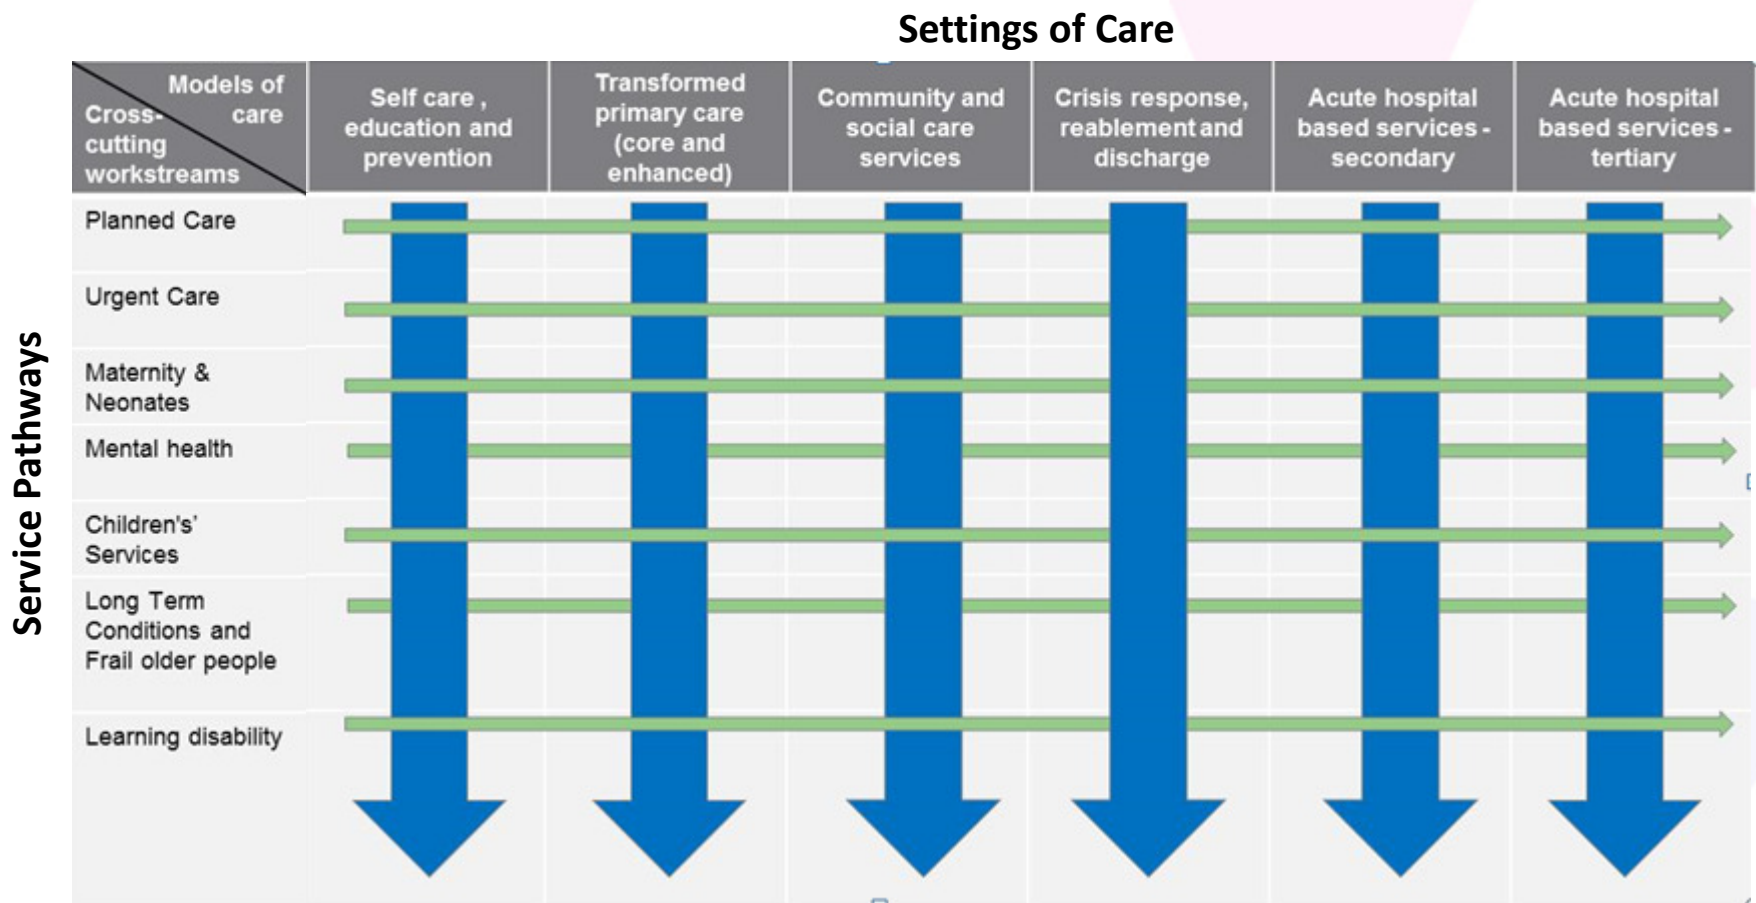 Settings of Care
Models of
care
Cross-
cutting
workstreams
Self care ,
education and
prevention
Transformed
primary care
(core and
enhanced)
Community and
social care
services
Crisis response,
reablement and
discharge
Acute hospital
based services -
secondary
Acute hospital
based services -
tertiary
Service Pathways
Planned Care
Urgent Care
Maternity &
Neonates
Mental health
Children's’
Services
Long Term
Conditions and
Frail older people
Learning disability